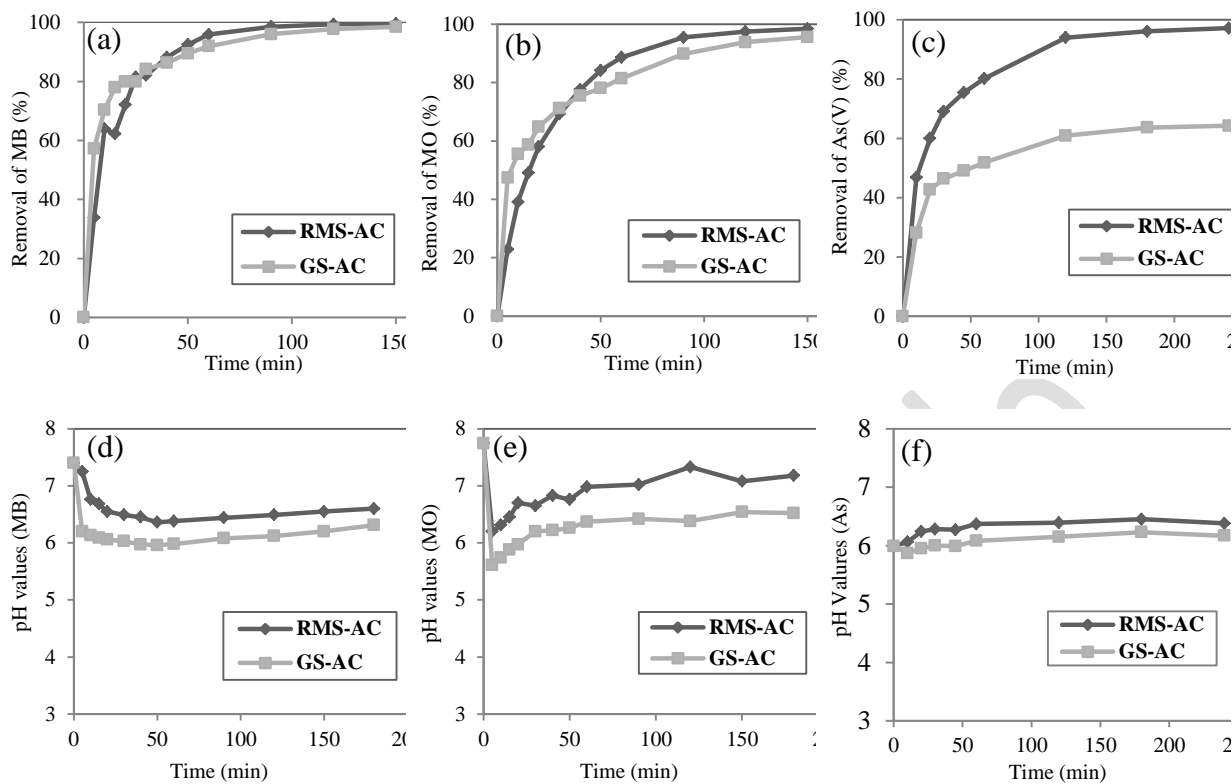 (a)
Removal of MB (%)
100
80
60
40
20
0
RMS-AC
GS-AC
0 50 100 150
Time (min)
(b)
Removal of MO (%)
100
80
60
40
20
0
RMS-AC
GS-AC
0 50 100 150
Time (min)
(c)
Removal of As(V) (%)
100
80
60
40
20
0
RMS-AC
GS-AC
0 50 100 150 200
Time (min)
(d)
pH values (MB)
8
7
6
5
4
3
RMS-AC
GS-AC
0 50 100 150 20
Time (min)
(e)
pH values (MO)
8
7
6
5
4
3
RMS-AC
GS-AC
0 50 100 150 200
Time (min)
(f)
pH Valures (As)
8
7
6
5
4
3
RMS-AC
GS-AC
0 50 100 150 200
Time (min)